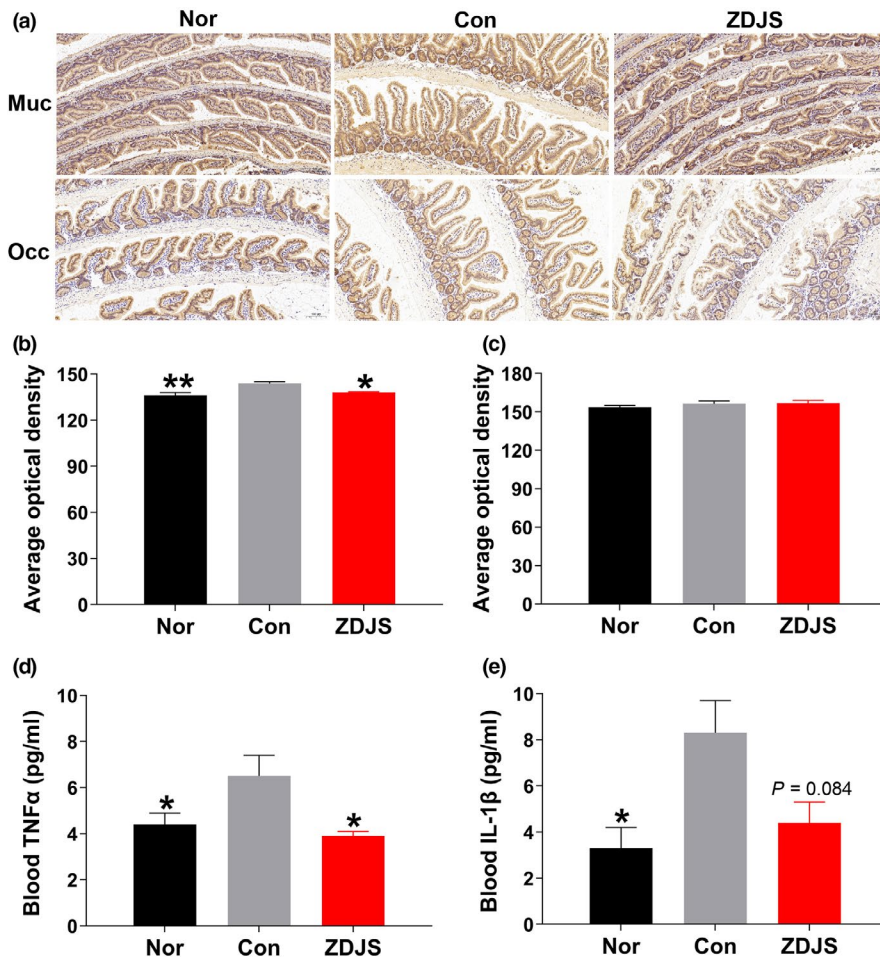 (a)
Nor Con ZDJS
Muc
Occ
(b)
Average optical density
150
120
90
60
30
0
** *
Nor Con ZDJS
(c)
Average optical density
180
150
120
90
60
30
0
Nor Con ZDJS
(d)
Blood TNFα (pg/ml)
10
8
6
4
2
0
* *
Nor Con ZDJS
(e)
Blood IL-1β (pg/ml)
10
8
6
4
2
0
* P = 0.084
Nor Con ZDJS